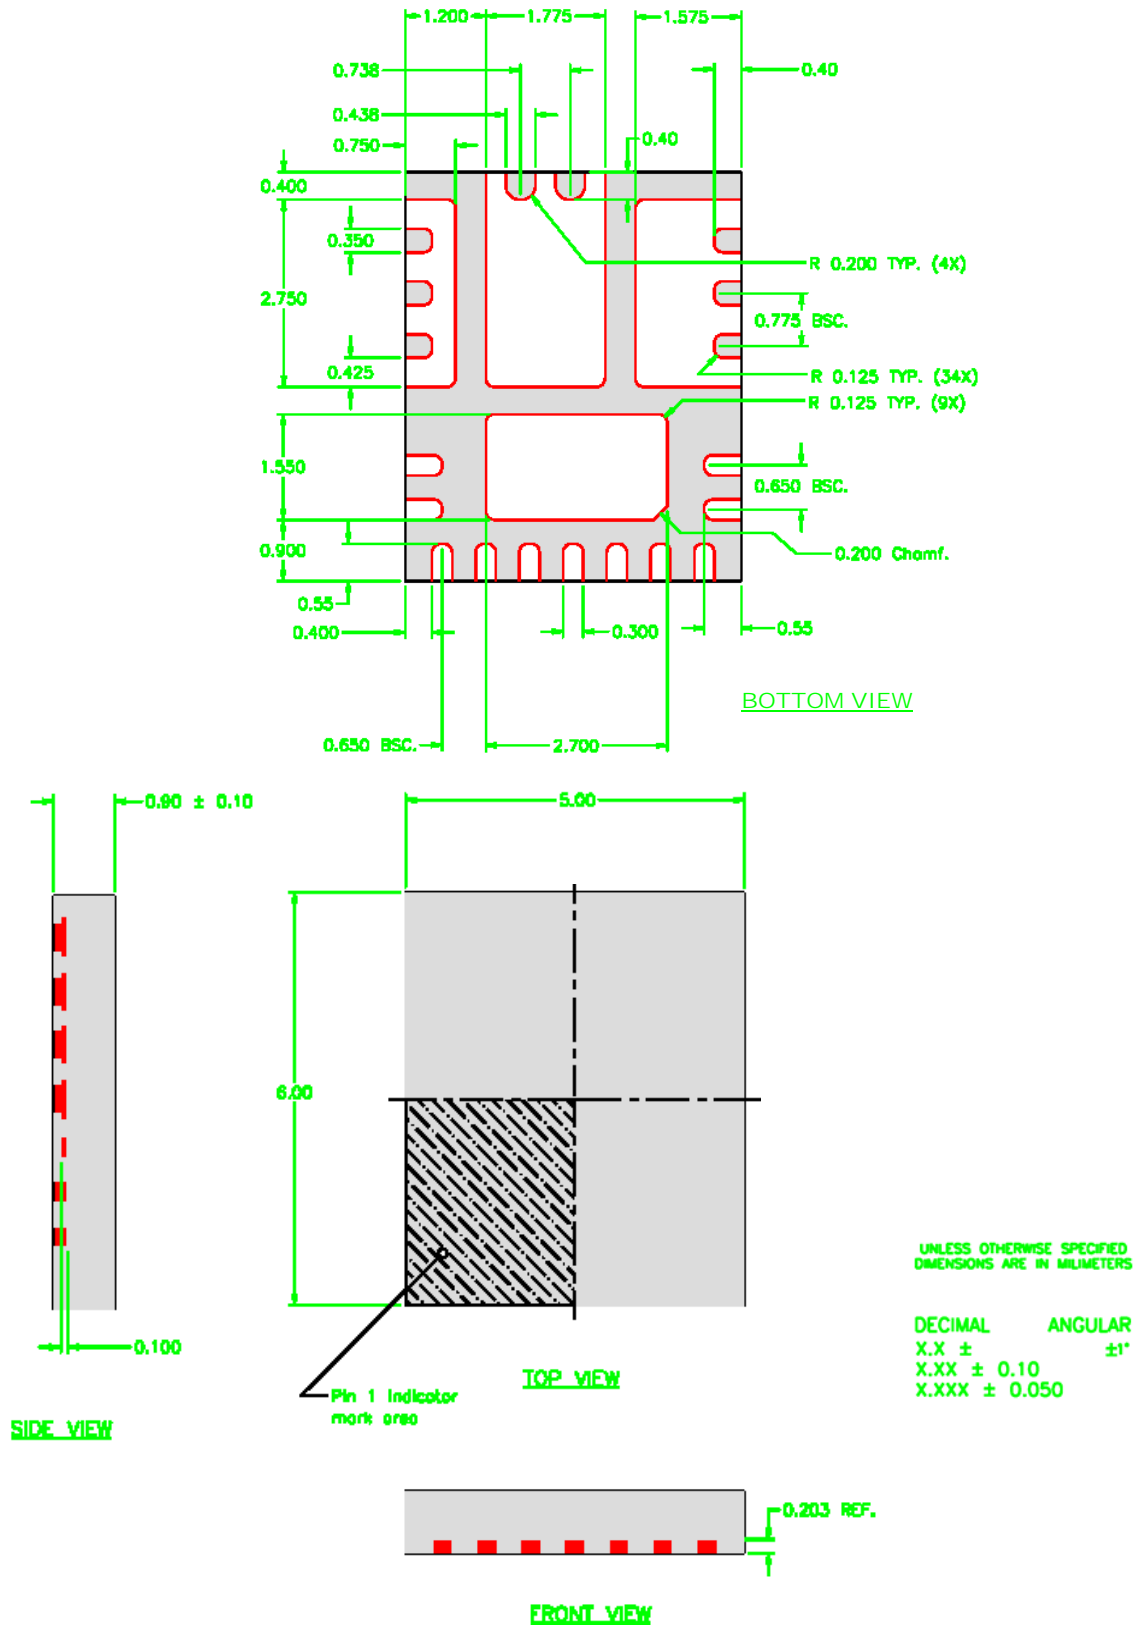 1.200
1.775
1.575
0.738
0.40
0.438
0.40
0.750
0.400
0.350
R 0.200 TYP. (4X)
2.750
0.775 BSC.
0.425
R 0.125 TYP. (34X)
R 0.125 TYP. (9X)
1.550
0.650 BSC.
0.900
0.200 Chamf.
0.55
0.400
0.300
0.55
BOTTOM VIEW
0.650 BSC.
2.700
0.90 ± 0.10
5.00
6.00
UNLESS OTHERWISE SPECIFIED
DIMENSIONS ARE IN MILIMETERS
DECIMAL ANGULAR
X.X ± ±1°
X.XX ± 0.10
X.XXX ± 0.050
0.100
TOP VIEW
Pin 1 Indicator
mark area
SIDE VIEW
0.203 REF.
FRONT VIEW